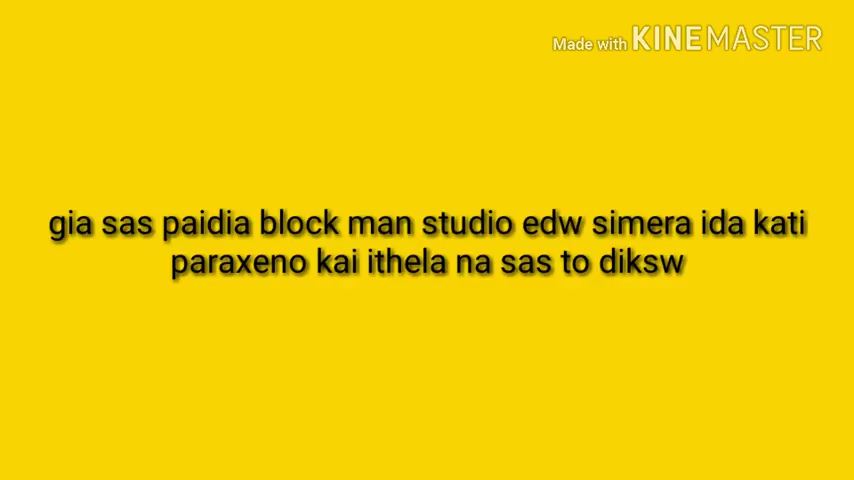 Made with KINEMASTER
gia sas paidia block man studio edw simera ida kati
paraxeno kai ithela na sas to diksw